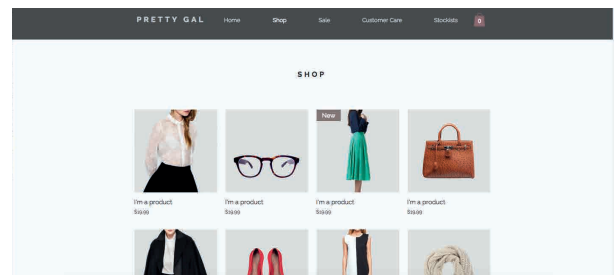 PRETTY GAL Home Shop Sale Customer Care Stockists 0
SHOP
New
I'm a product I'm a product I'm a product I'm a product
$19.99 $19.99 $19.99 $19.99